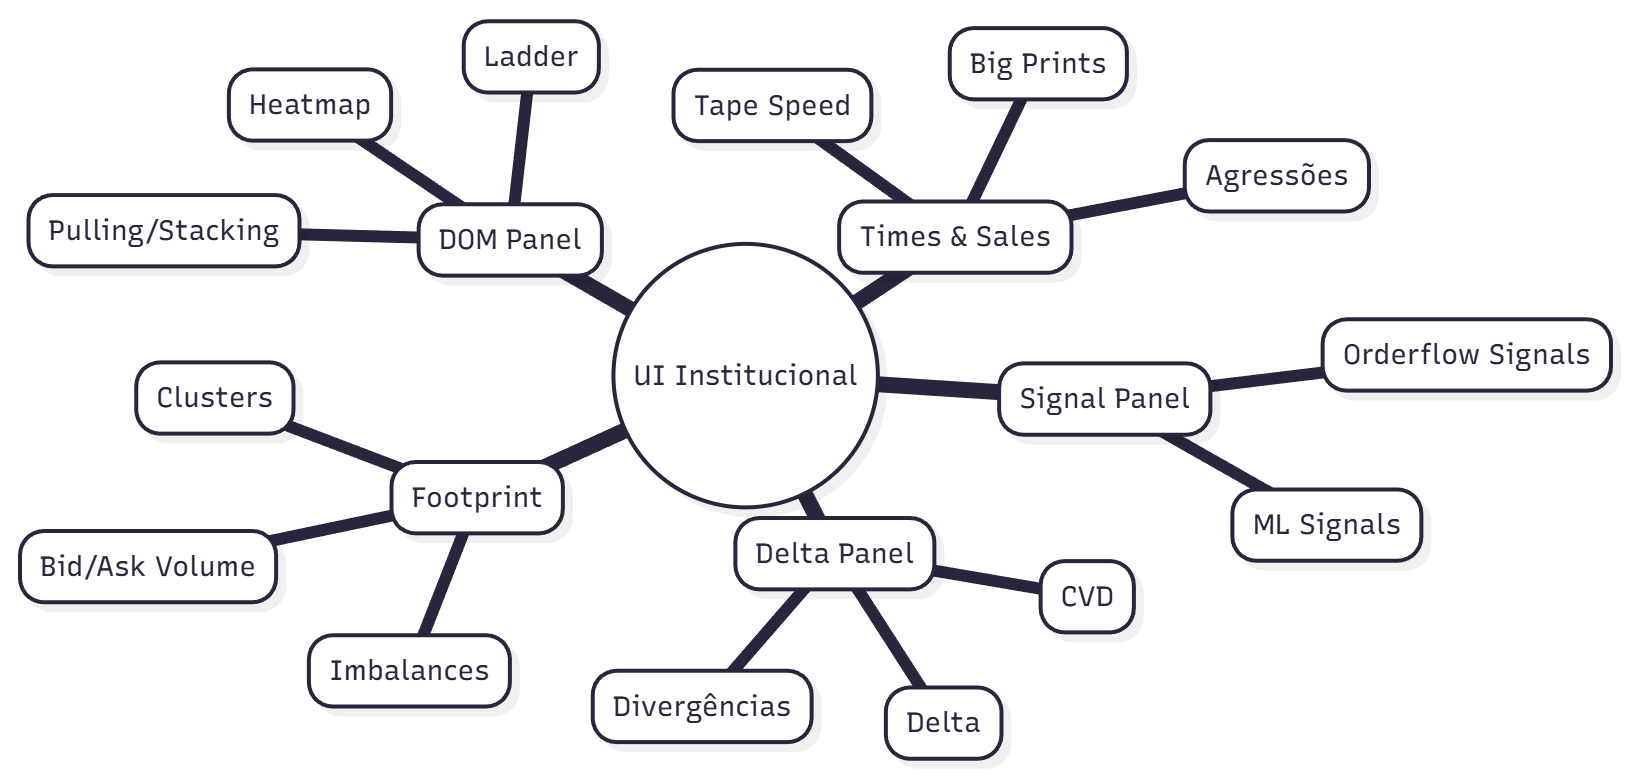 Ladder
Big Prints
Heatmap
Tape Speed
Agressões
Pulling/Stacking
DOM Panel
Times & Sales
UI Institucional
Orderflow Signals
Clusters
Signal Panel
Footprint
ML Signals
Bid/Ask Volume
Delta Panel
CVD
Imbalances
Divergências
Delta